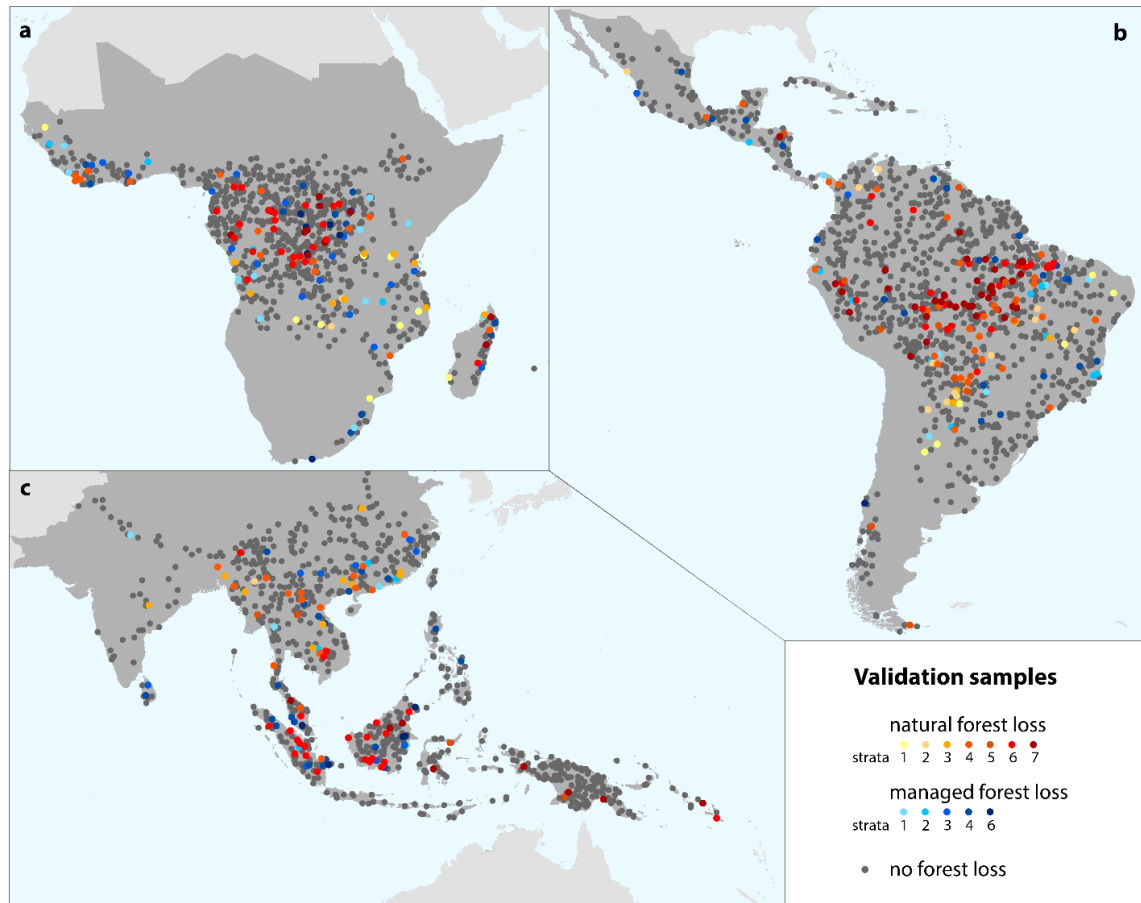 a
b
c
Validation samples
natural forest loss
strata 1 2 3 4 5 6 7
managed forest loss
strata 1 2 3 4 6
no forest loss